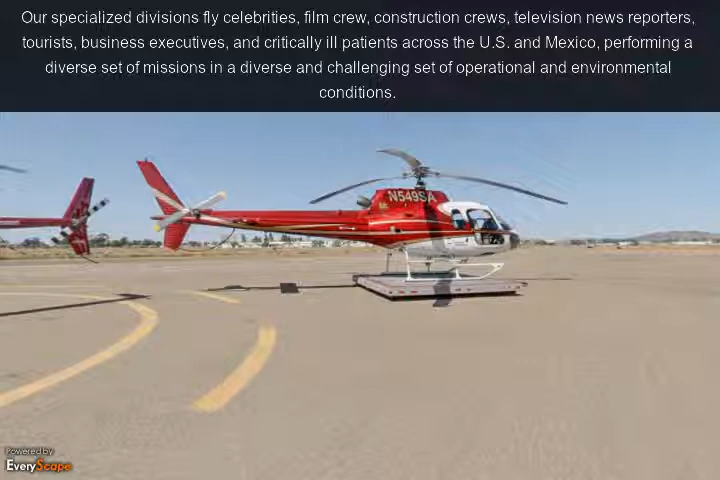 Our specialized divisions fly celebrities, film crew, construction crews, television news reporters,
tourists, business executives, and critically ill patients across the U.S. and Mexico, performing a
diverse set of missions in a diverse and challenging set of operational and environmental
conditions.
N549SA
Powered by
EveryScape